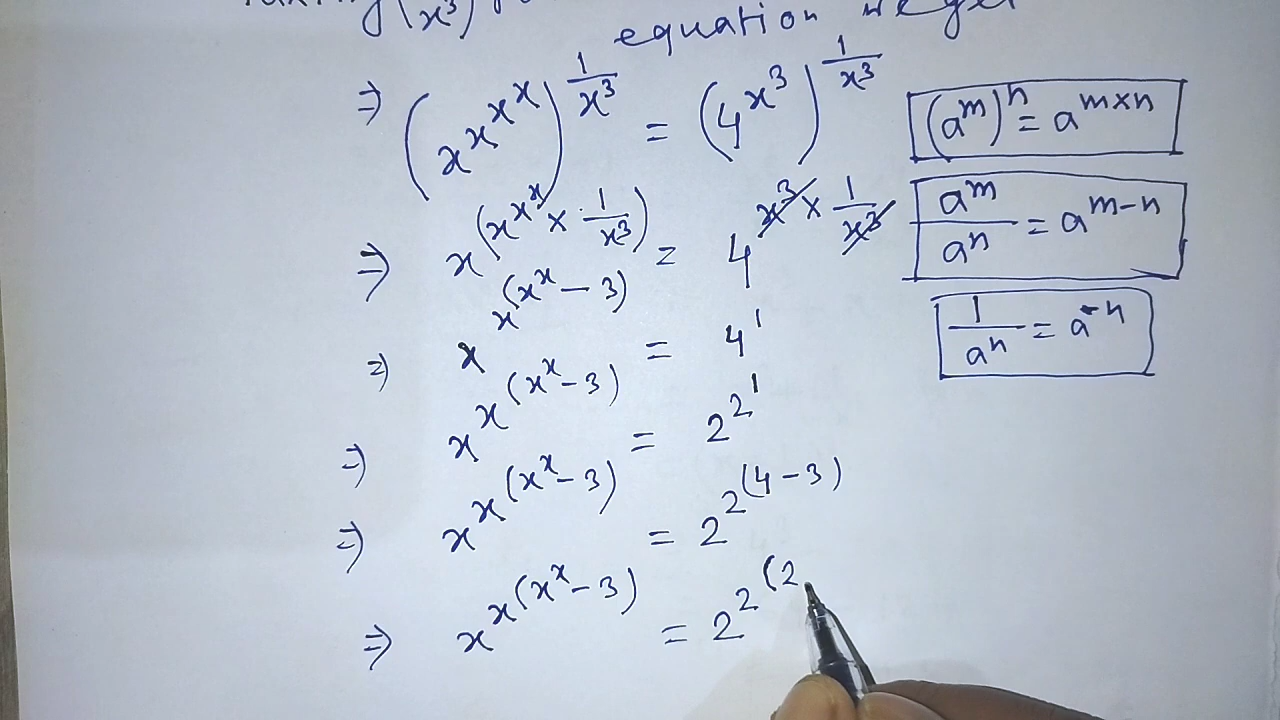 (x³)
equation we get
⇒ (x^x^x^x)^(1/x³) = (4^x³)^(1/x³)
(a^m)^n = a^(m×n)
⇒ x^(x^x^x × 1/x³) = 4^(x³ × 1/x³)
a^m/a^n = a^(m-n)
⇒ x^x^(x^x - 3) = 4^1
1/a^n = a^-n
⇒ x^x^(x^x - 3) = 2^2^1
⇒ x^x^(x^x - 3) = 2^2^(4 - 3)
⇒ x^x^(x^x - 3) = 2^2^(2